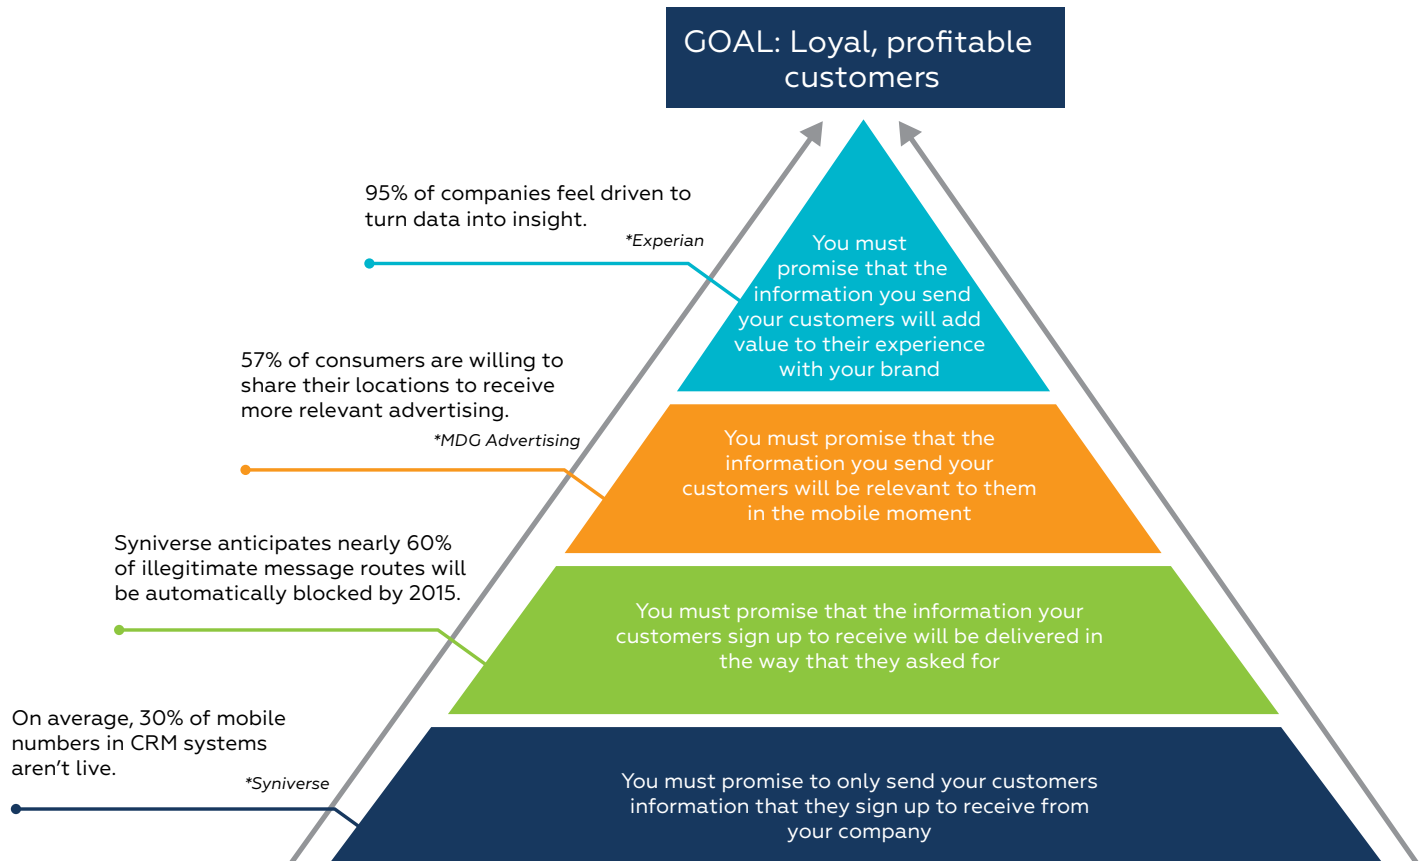 GOAL: Loyal, profitable
customers
95% of companies feel driven to
turn data into insight.
*Experian
You must
promise that the
information you send
your customers will add
value to their experience
with your brand
57% of consumers are willing to
share their locations to receive
more relevant advertising.
*MDG Advertising
You must promise that the
information you send your
customers will be relevant to them
in the mobile moment
Syniverse anticipates nearly 60%
of illegitimate message routes will
be automatically blocked by 2015.
You must promise that the information your
customers sign up to receive will be delivered in
the way that they asked for
On average, 30% of mobile
numbers in CRM systems
aren’t live.
*Syniverse
You must promise to only send your customers
information that they sign up to receive from
your company